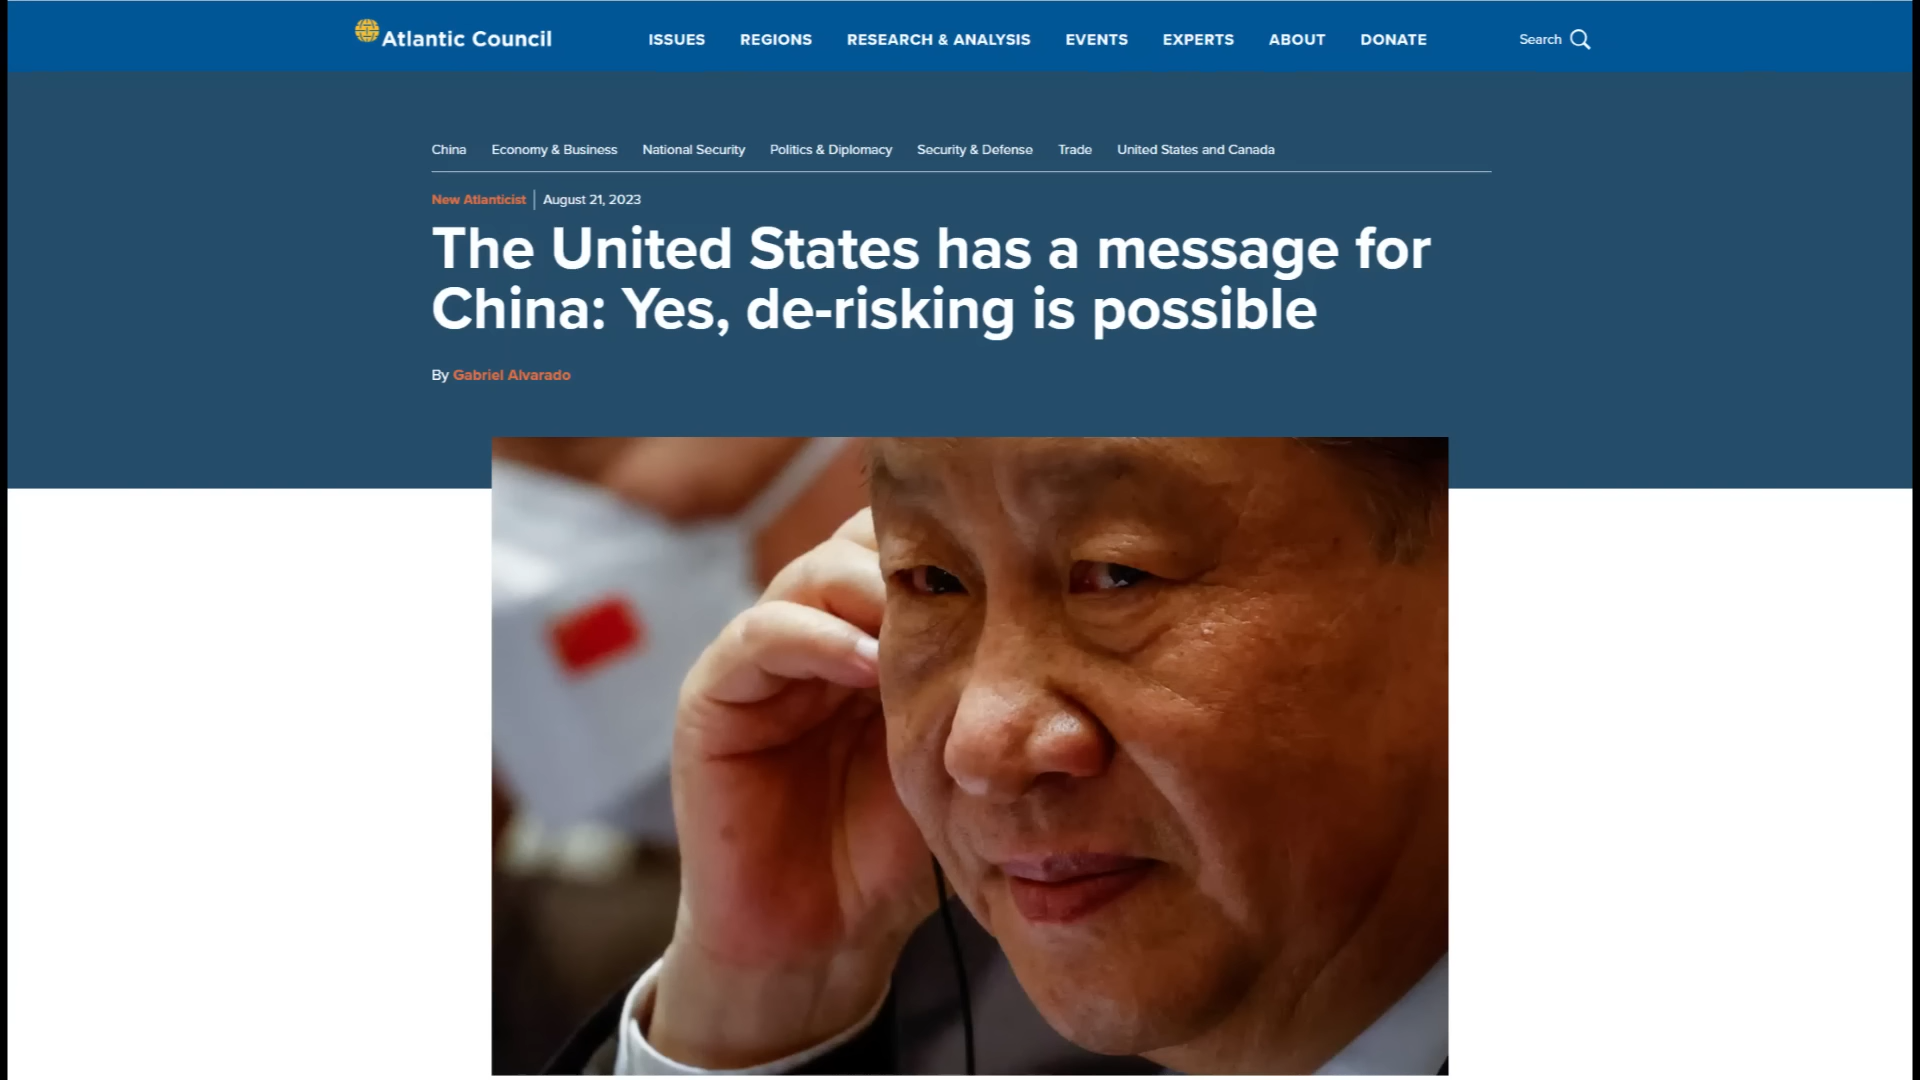 Atlantic Council
ISSUES REGIONS RESEARCH & ANALYSIS EVENTS EXPERTS ABOUT DONATE Search
China Economy & Business National Security Politics & Diplomacy Security & Defense Trade United States and Canada
New Atlanticist | August 21, 2023
The United States has a message for
China: Yes, de-risking is possible
By Gabriel Alvarado